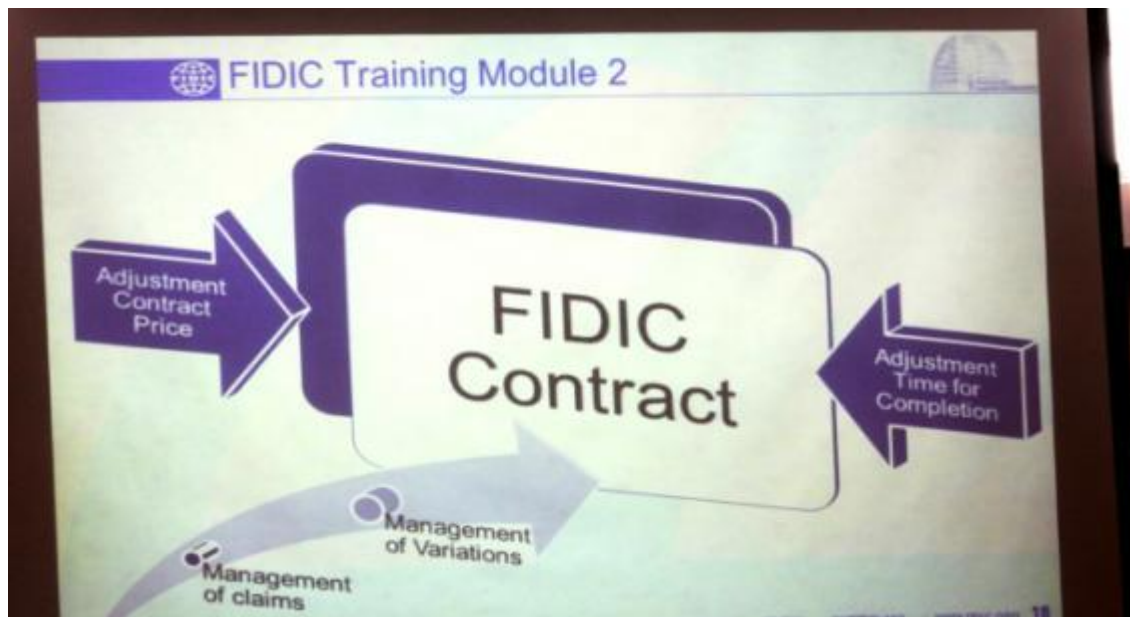 FIDIC Training Module 2
Adjustment
Contract
Price
FIDIC
Contract
Adjustment
Time for
Completion
Management
of Variations
Management
of claims
18